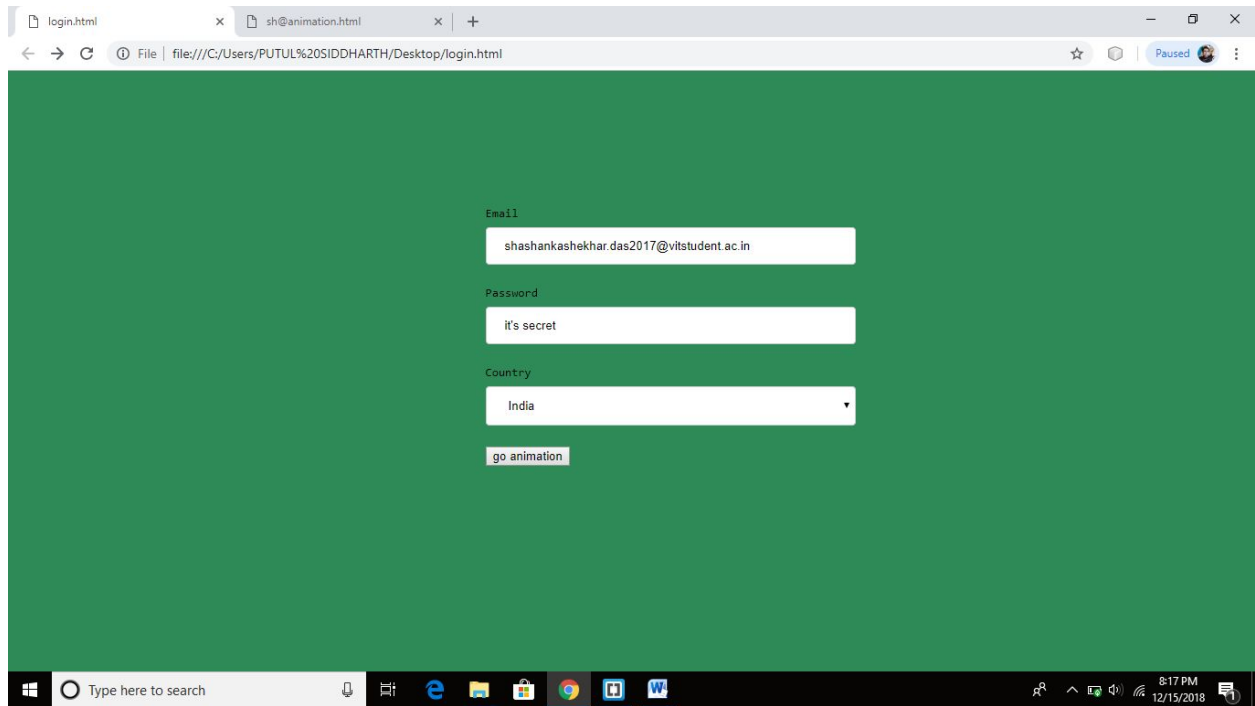 login.html
sh@animation.html
File
file:///C:/Users/PUTUL%20SIDDHARTH/Desktop/login.html
Paused
Email
shashankashekhar.das2017@vitstudent.ac.in
Password
it's secret
Country
India
go animation
Type here to search
8:17 PM
12/15/2018
1